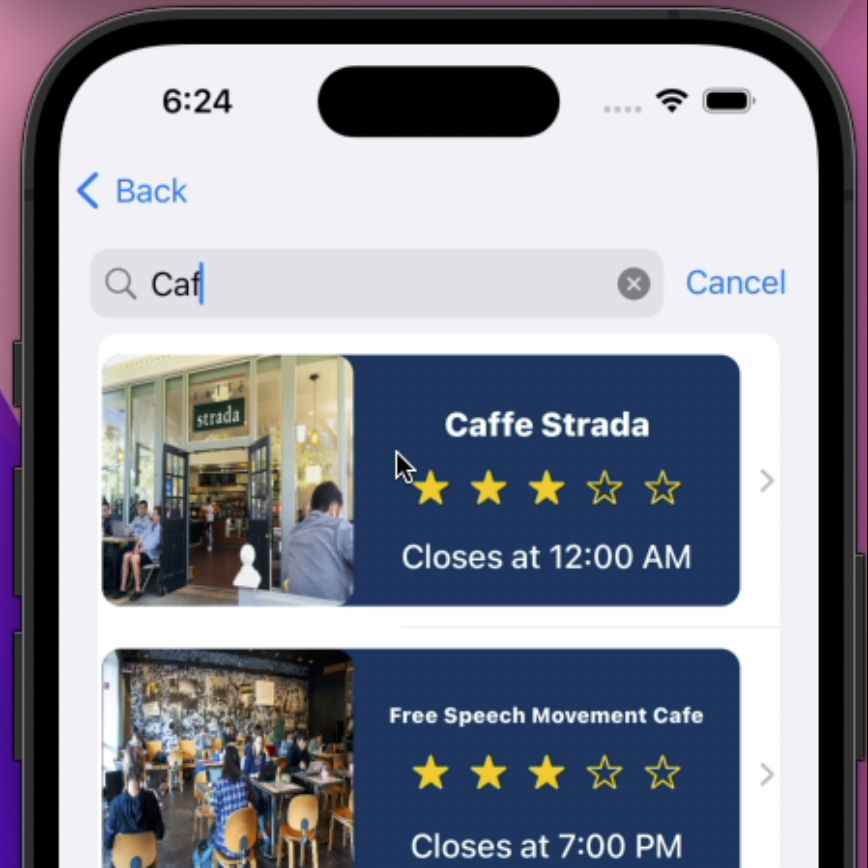 6:24
Back
Caf
Cancel
caffè
strada
Caffe Strada
Closes at 12:00 AM
Free Speech Movement Cafe
Closes at 7:00 PM